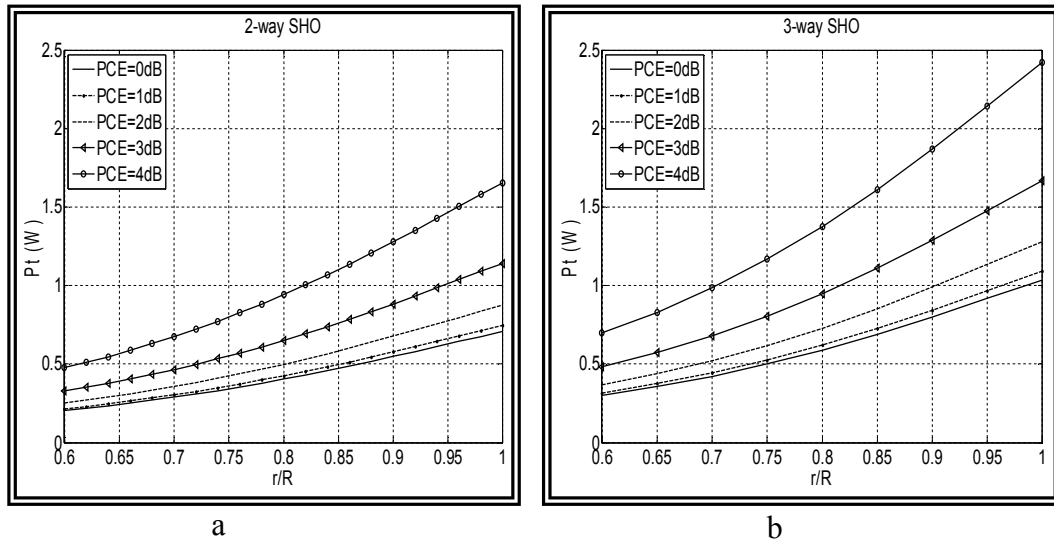 2-way SHO
2.5
2
1.5
1
0.5
0
Pt (W)
PCE=0dB
PCE=1dB
PCE=2dB
PCE=3dB
PCE=4dB
0.6 0.65 0.7 0.75 0.8 0.85 0.9 0.95 1
r/R
a
3-way SHO
2.5
2
1.5
1
0.5
0
Pt (W)
PCE=0dB
PCE=1dB
PCE=2dB
PCE=3dB
PCE=4dB
0.6 0.65 0.7 0.75 0.8 0.85 0.9 0.95 1
r/R
b